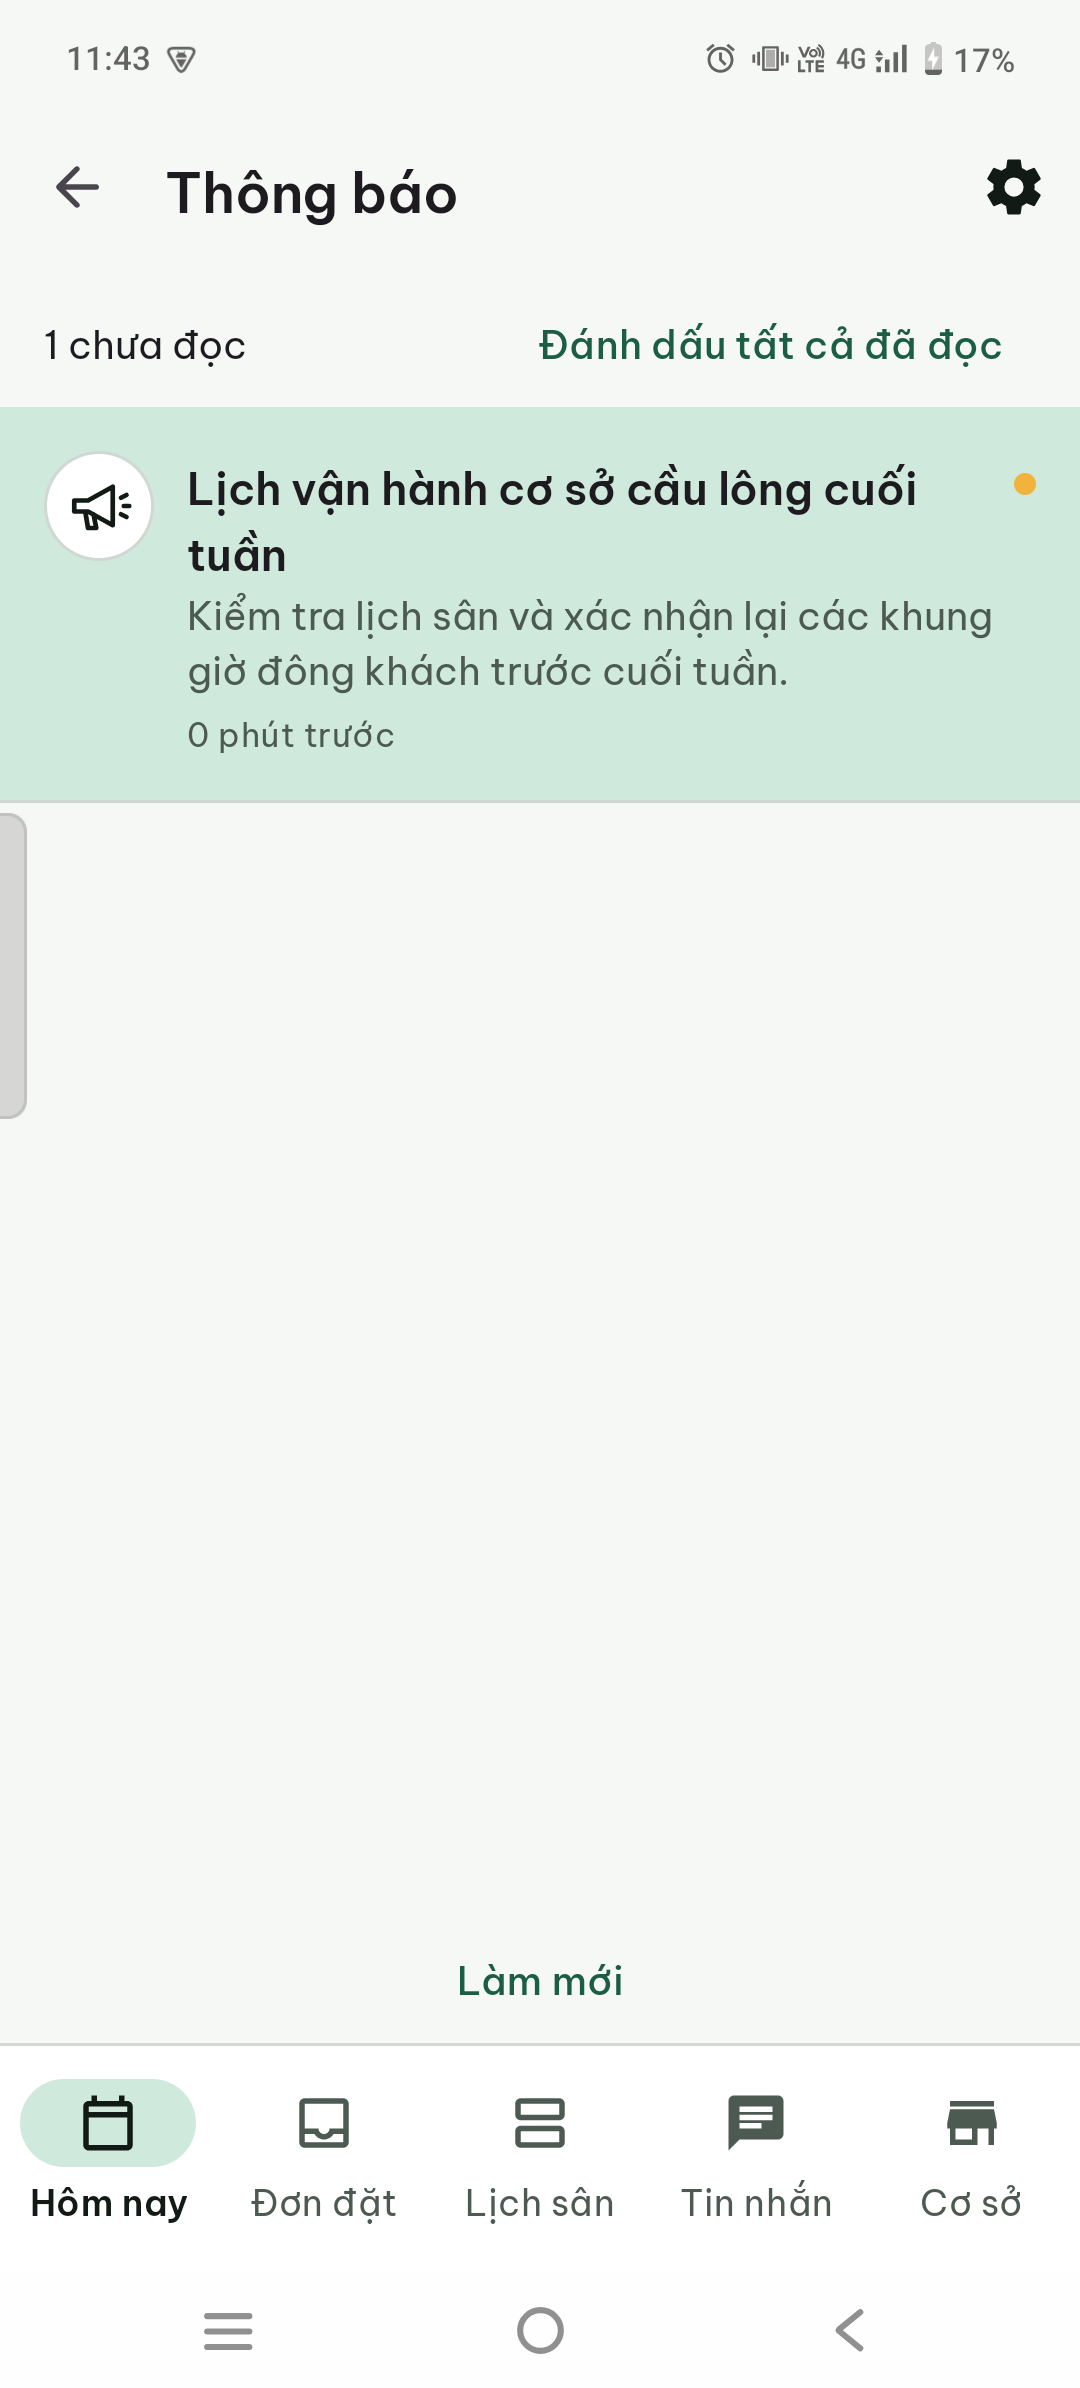 11:43
VoLTE 4G 17%
Thông báo
1 chưa đọc
Đánh dấu tất cả đã đọc
Lịch vận hành cơ sở cầu lông cuối
tuần
Kiểm tra lịch sân và xác nhận lại các khung
giờ đông khách trước cuối tuần.
0 phút trước
Làm mới
Hôm nay
Đơn đặt
Lịch sân
Tin nhắn
Cơ sở